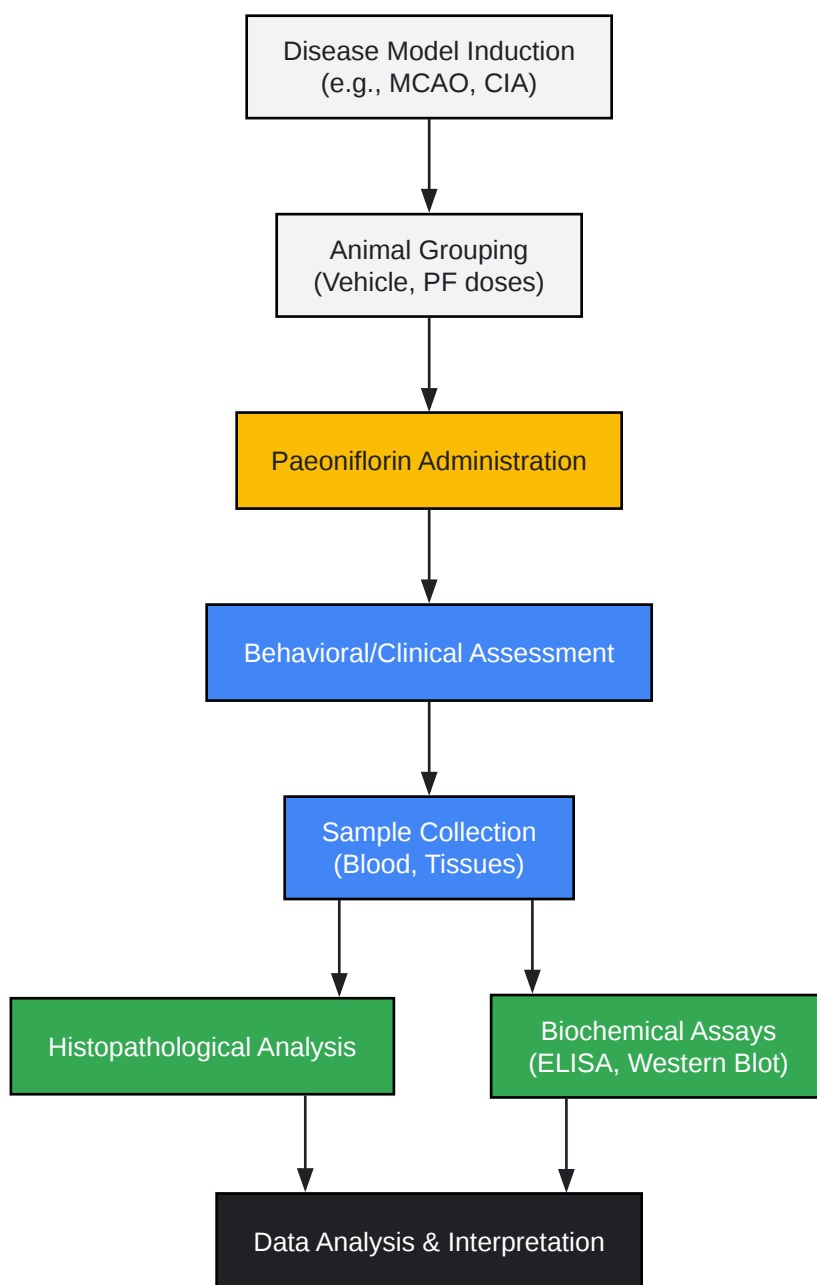 Disease Model Induction
(e.g., MCAO, CIA)
Animal Grouping
(Vehicle, PF doses)
Paeoniflorin Administration
Behavioral/Clinical Assessment
Sample Collection
(Blood, Tissues)
Histopathological Analysis
Biochemical Assays
(ELISA, Western Blot)
Data Analysis & Interpretation